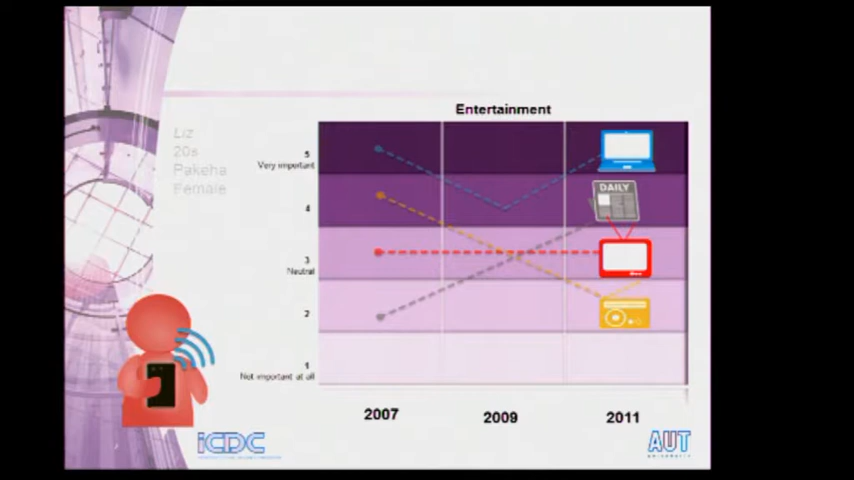 Entertainment
Liz
20s
Pakeha
Female
5
Very important
4
3
Neutral
2
1
Not important at all
DAILY
2007
2009
2011
iCDC
AUT
UNIVERSITY